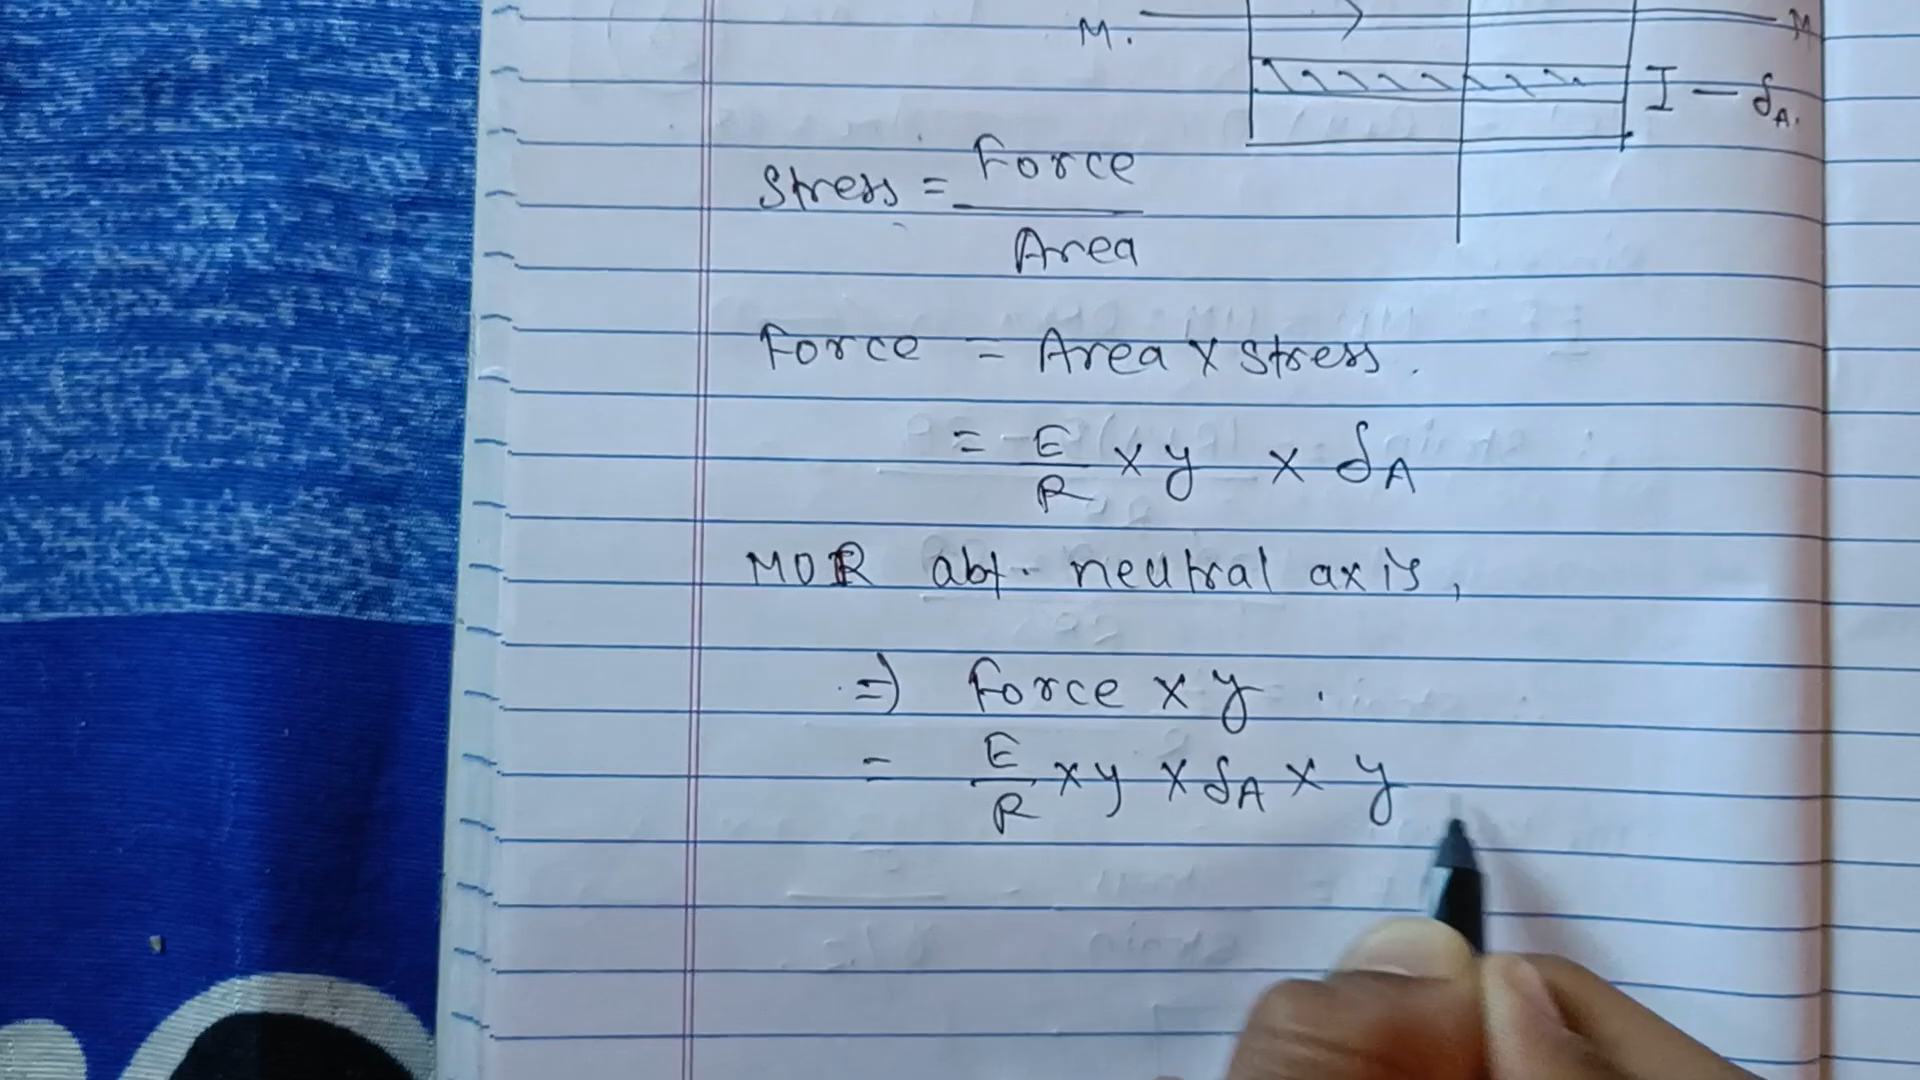 M. M
I - δA.
Stress = Force / Area
Force = Area x Stress.
= E/R x y x δA
MOR abt. neutral axis,
=> Force x y.
= E/R x y x δA x y